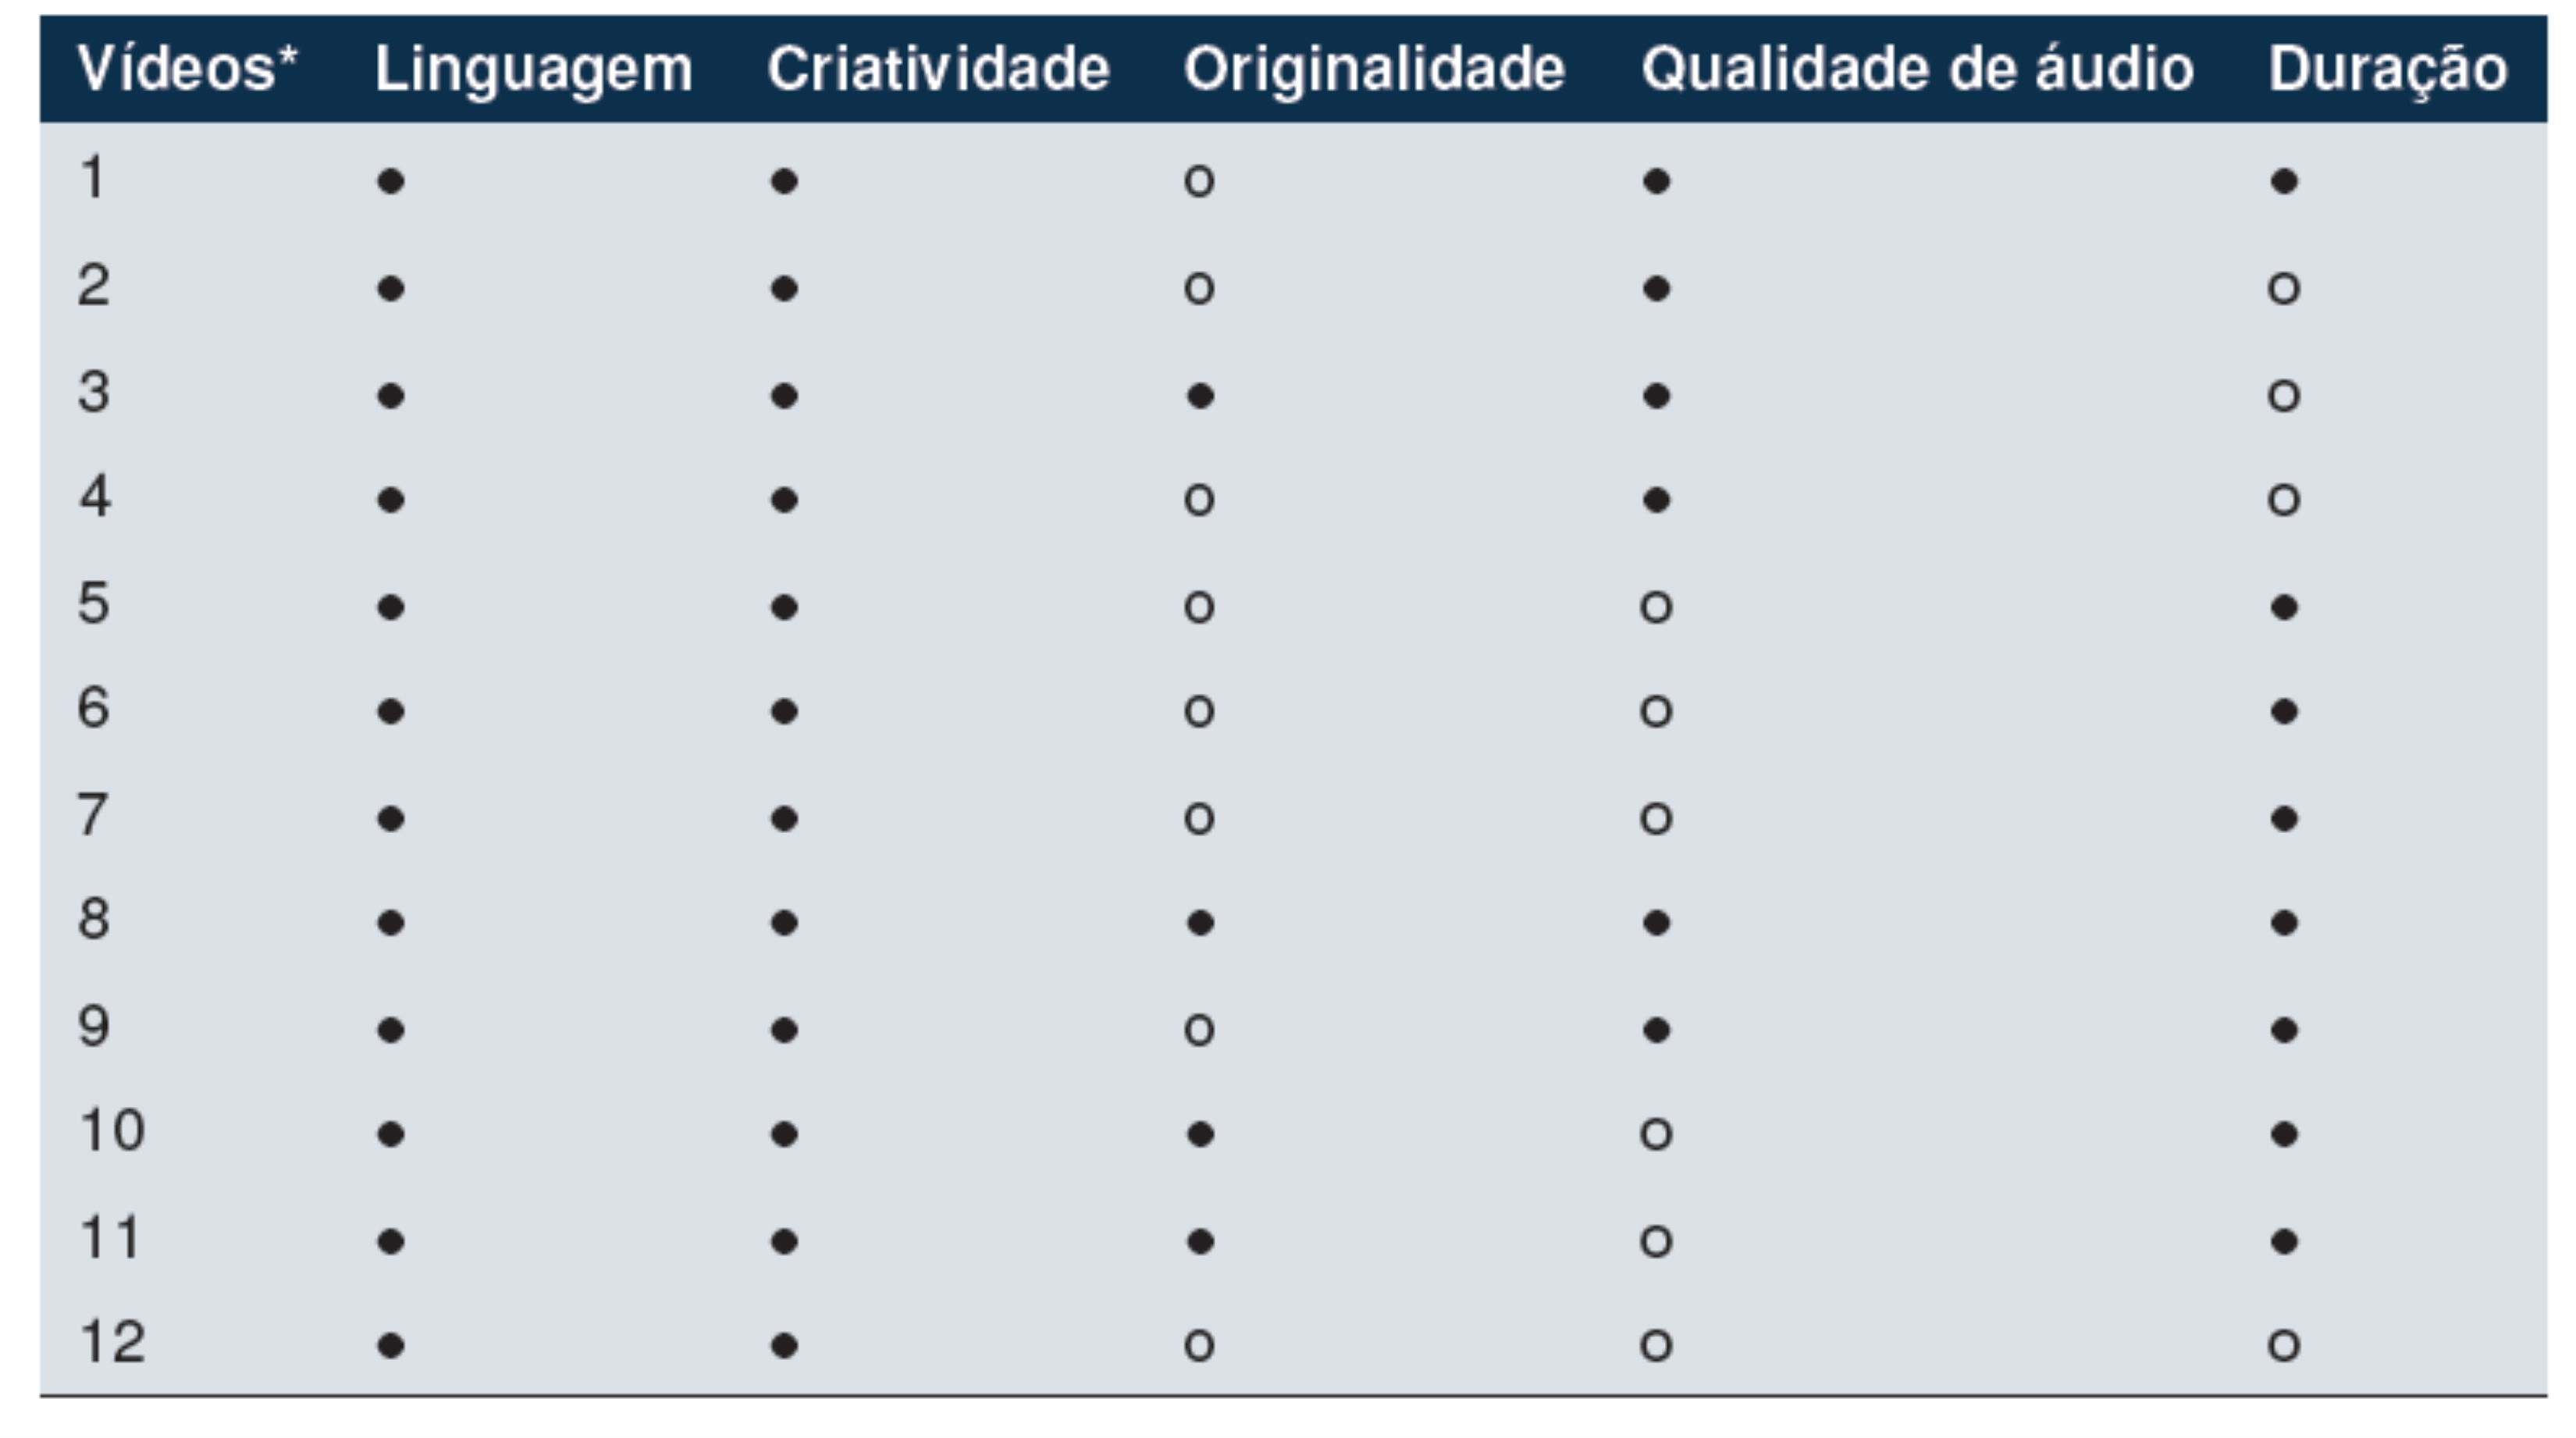 Vídeos* Linguagem Criatividade Originalidade Qualidade de áudio Duração
1 ● ● o ● ●
2 ● ● o ● o
3 ● ● ● ● o
4 ● ● o ● o
5 ● ● o o ●
6 ● ● o o ●
7 ● ● o o ●
8 ● ● ● ● ●
9 ● ● o ● ●
10 ● ● ● o ●
11 ● ● ● o ●
12 ● ● o o o